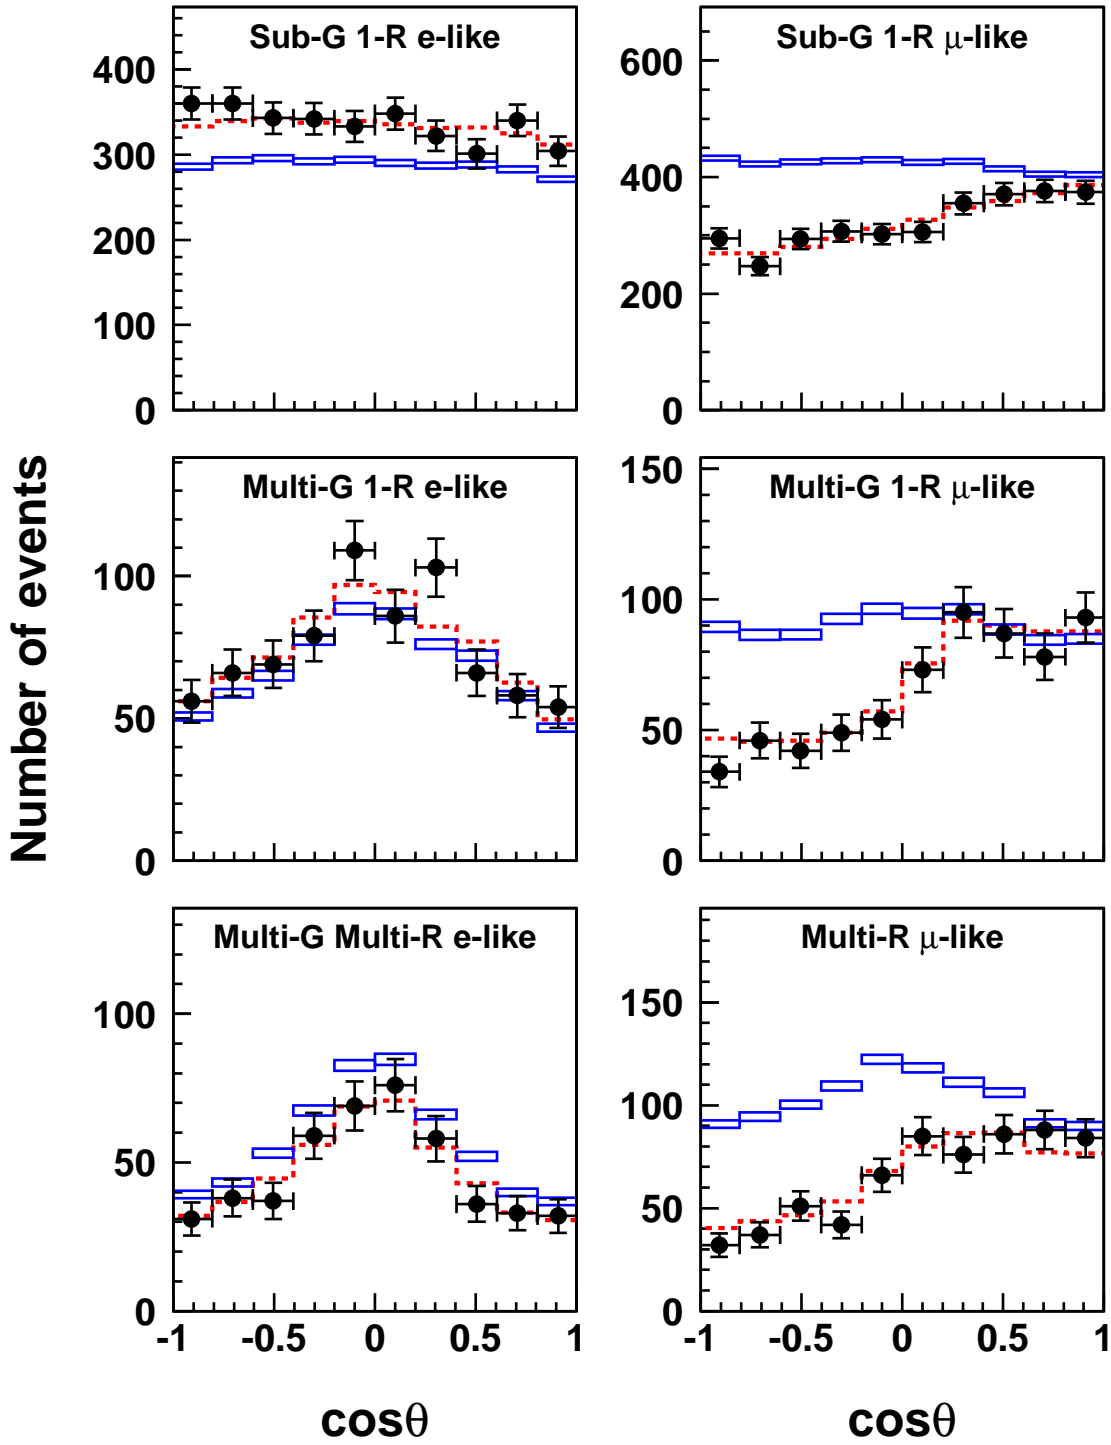 Number of events
Sub-G 1-R e-like
400
300
200
100
0
Sub-G 1-R μ-like
600
400
200
0
Multi-G 1-R e-like
100
50
0
Multi-G 1-R μ-like
150
100
50
0
Multi-G Multi-R e-like
100
50
0
-1 -0.5 0 0.5 1
cosθ
Multi-R μ-like
150
100
50
0
-1 -0.5 0 0.5 1
cosθ